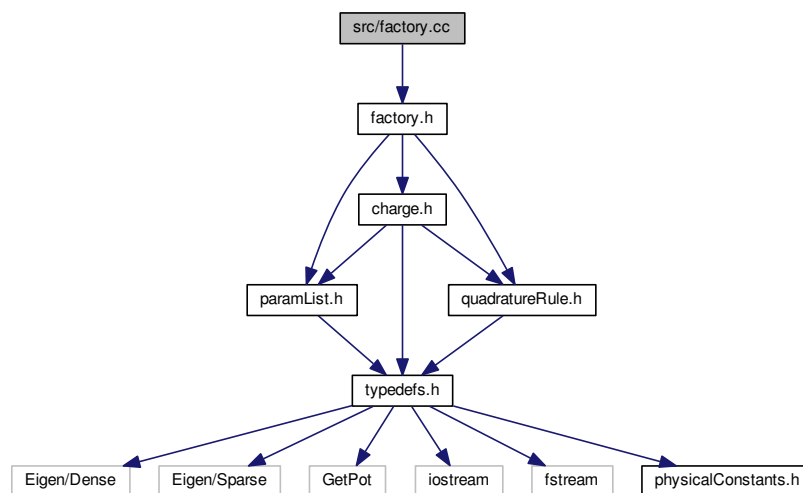 src/factory.cc
factory.h
charge.h
paramList.h
quadratureRule.h
typedefs.h
Eigen/Dense
Eigen/Sparse
GetPot
iostream
fstream
physicalConstants.h